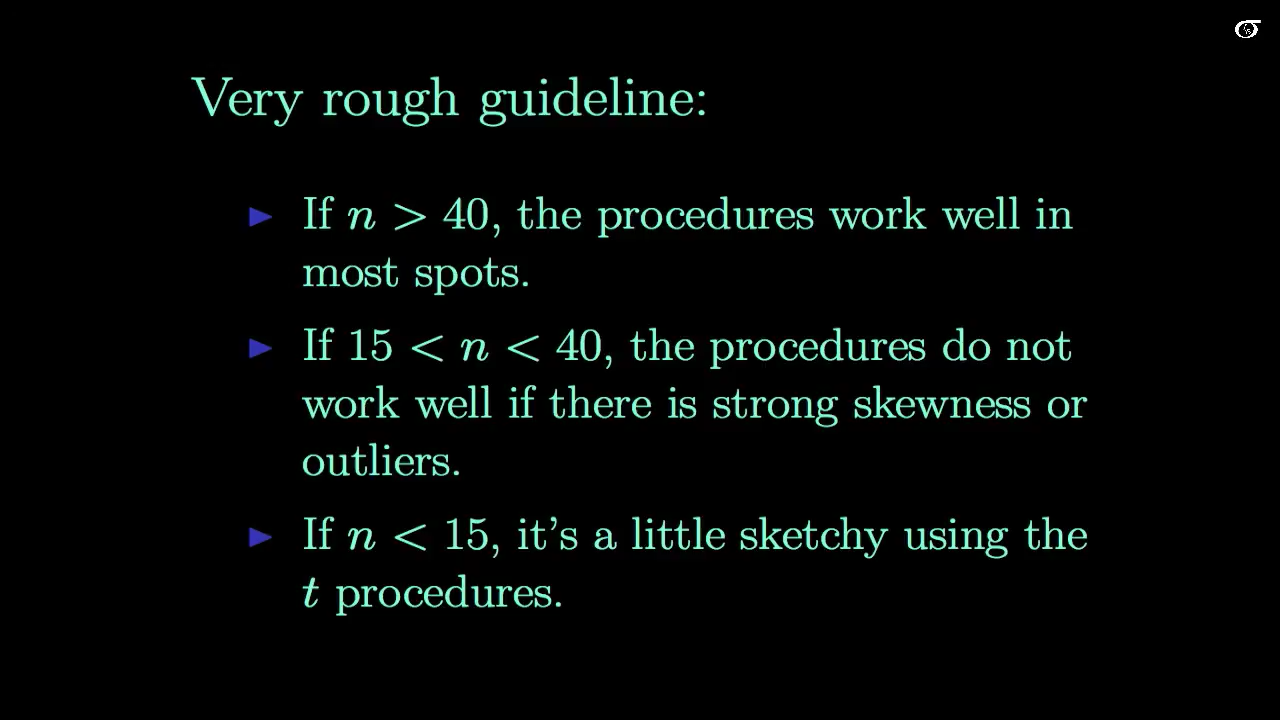 Very rough guideline:
If n > 40, the procedures work well in
most spots.
If 15 < n < 40, the procedures do not
work well if there is strong skewness or
outliers.
If n < 15, it's a little sketchy using the
t procedures.